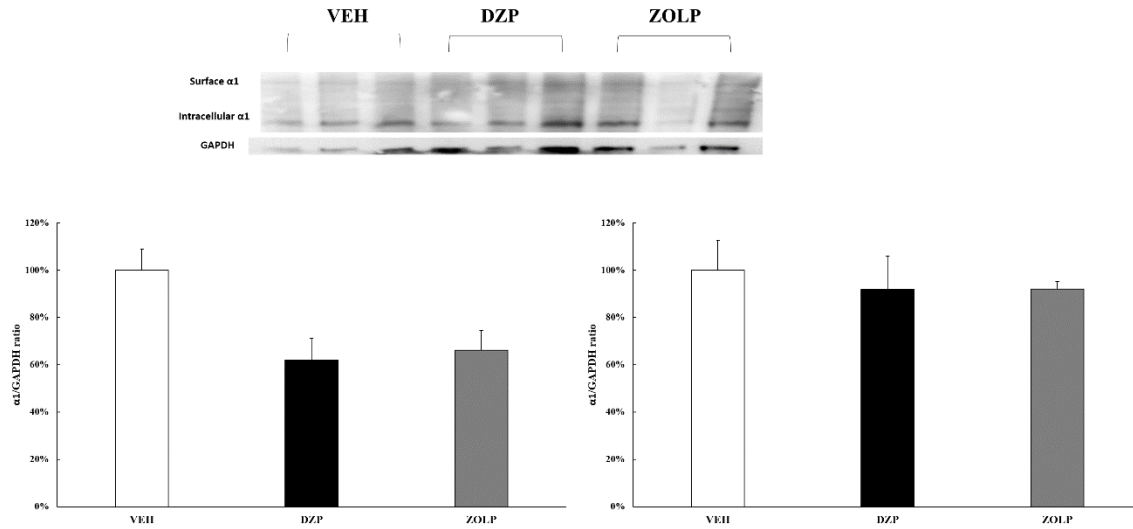 VEH DZP ZOLP
Surface α1
Intracellular α1
GAPDH
120%
100%
80%
60%
40%
20%
0%
α1/GAPDH ratio
VEH DZP ZOLP
120%
100%
80%
60%
40%
20%
0%
α1/GAPDH ratio
VEH DZP ZOLP